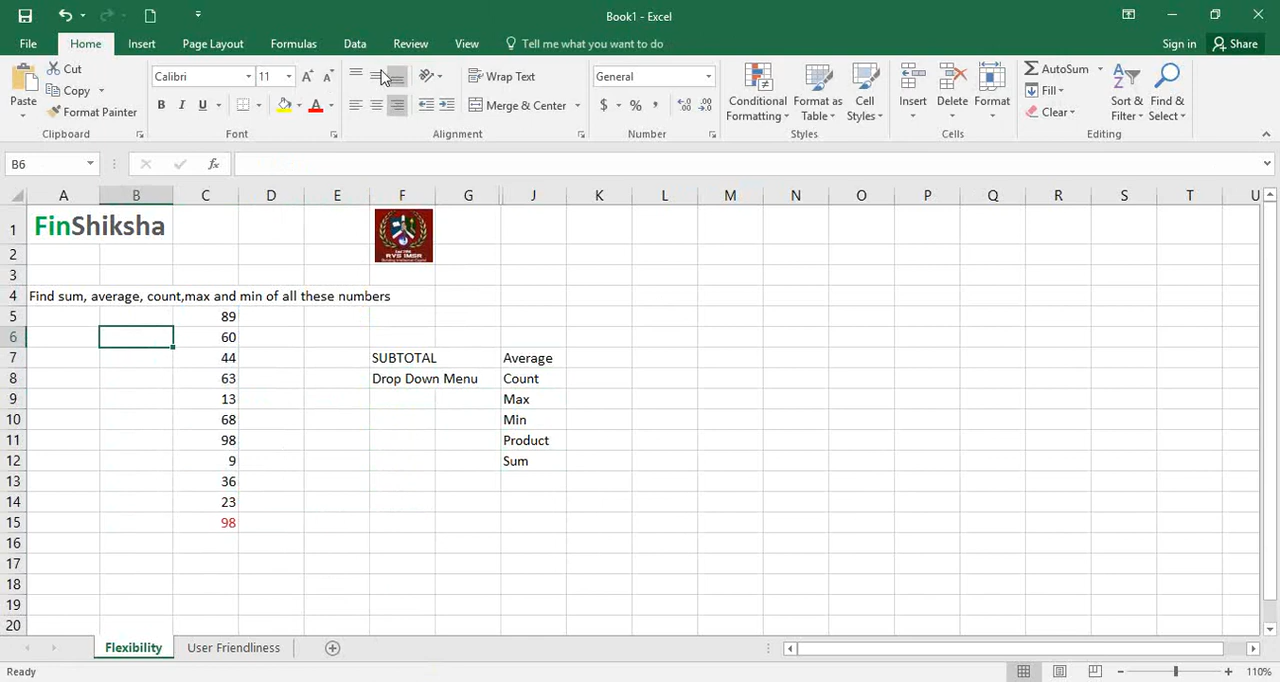 Book1 - Excel
File Home Insert Page Layout Formulas Data Review View Tell me what you want to do Sign in Share
Paste
Cut
Copy
Format Painter
Clipboard
Calibri 11
B I U
Font
Wrap Text
Merge & Center
Alignment
General
$ % ,
Number
Conditional Formatting
Format as Table
Cell Styles
Styles
Insert Delete Format
Cells
AutoSum
Fill
Clear
Sort & Filter
Find & Select
Editing
B6 fx
A B C D E F G J K L M N O P Q R S T U
1 FinShiksha
2
3
4 Find sum, average, count,max and min of all these numbers
5 89
6 60
7 44 SUBTOTAL Average
8 63 Drop Down Menu Count
9 13 Max
10 68 Min
11 98 Product
12 9 Sum
13 36
14 23
15 98
16
17
18
19
20
Flexibility User Friendliness
Ready 110%